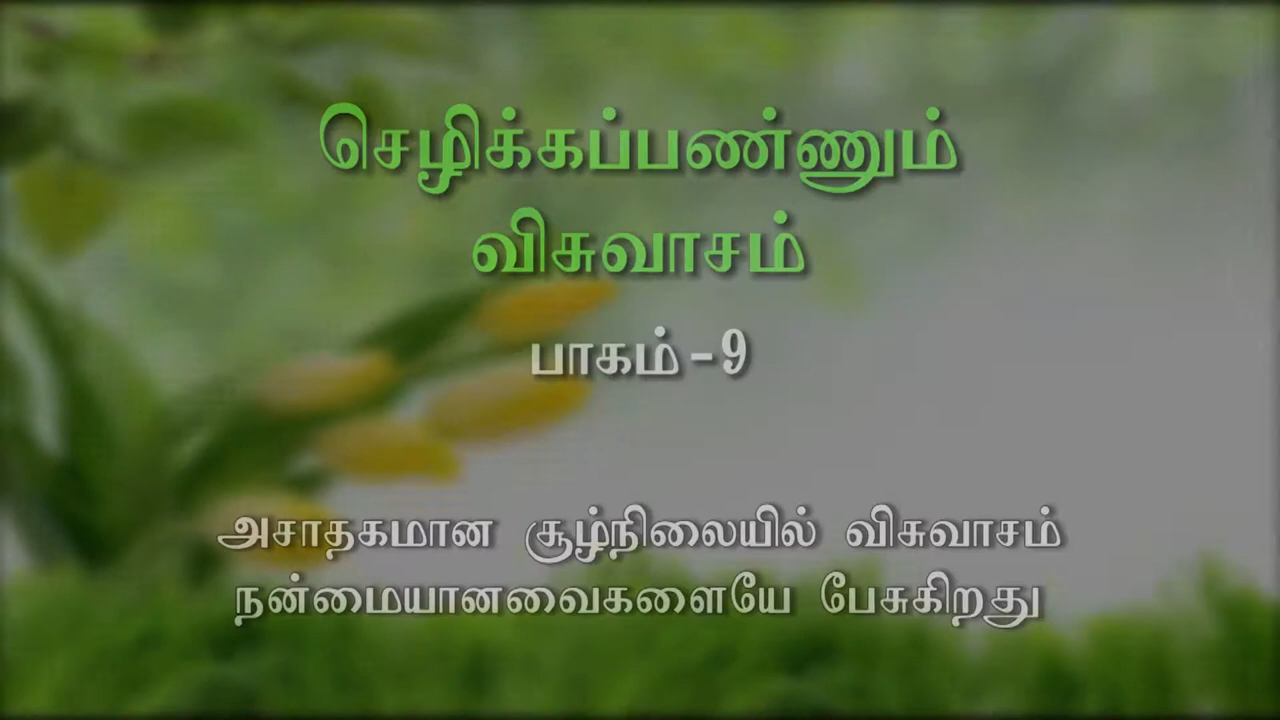 செழிக்கப்பண்ணும்
விசுவாசம்
பாகம் - 9
அசாதகமான சூழ்நிலையில் விசுவாசம்
நன்மையானவைகளையே பேசுகிறது